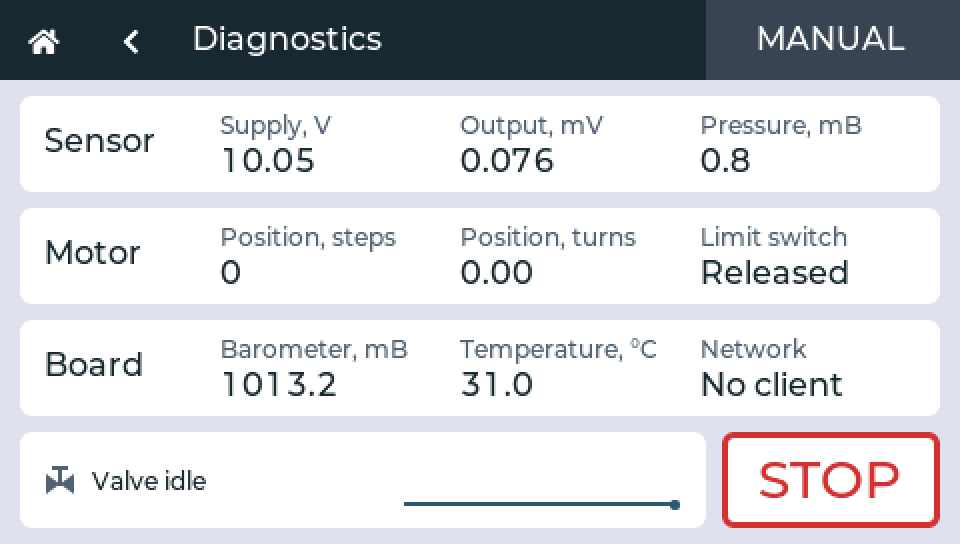 Diagnostics
MANUAL
Sensor
Supply, V
10.05
Output, mV
0.076
Pressure, mB
0.8
Motor
Position, steps
0
Position, turns
0.00
Limit switch
Released
Board
Barometer, mB
1013.2
Temperature, °C
31.0
Network
No client
Valve idle
STOP